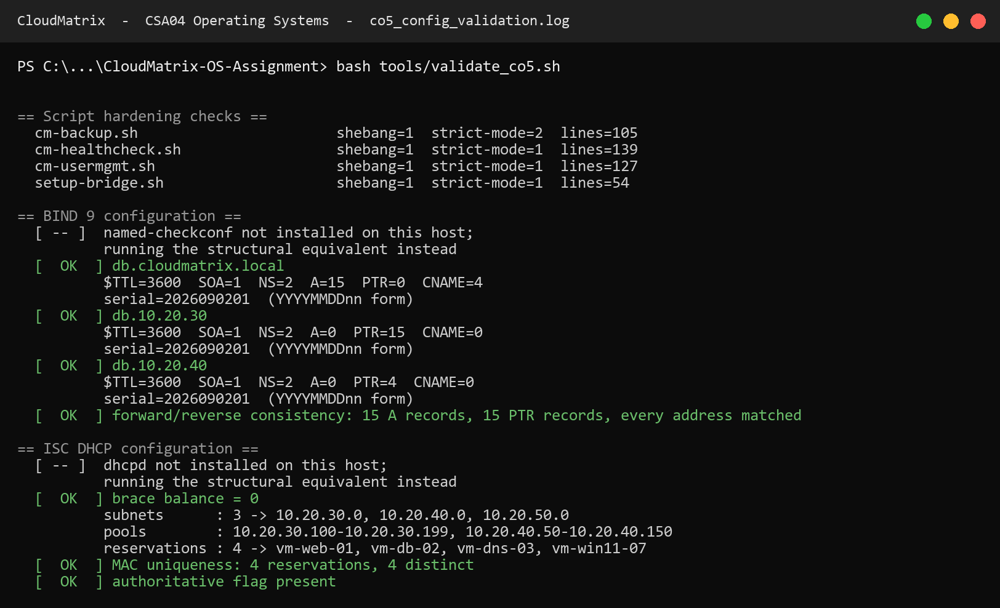 CloudMatrix  -  CSA04 Operating Systems  -  co5_config_validation.log
PS C:\...\CloudMatrix-OS-Assignment> bash tools/validate_co5.sh
== Script hardening checks ==
  cm-backup.sh                       shebang=1  strict-mode=2  lines=105
  cm-healthcheck.sh                  shebang=1  strict-mode=1  lines=139
  cm-usermgmt.sh                     shebang=1  strict-mode=1  lines=127
  setup-bridge.sh                    shebang=1  strict-mode=1  lines=54
== BIND 9 configuration ==
  [ -- ]  named-checkconf not installed on this host;
          running the structural equivalent instead
  [  OK  ] db.cloudmatrix.local
          $TTL=3600  SOA=1  NS=2  A=15  PTR=0  CNAME=4
          serial=2026090201  (YYYYMMDDnn form)
  [  OK  ] db.10.20.30
          $TTL=3600  SOA=1  NS=2  A=0  PTR=15  CNAME=0
          serial=2026090201  (YYYYMMDDnn form)
  [  OK  ] db.10.20.40
          $TTL=3600  SOA=1  NS=2  A=0  PTR=4  CNAME=0
          serial=2026090201  (YYYYMMDDnn form)
  [  OK  ] forward/reverse consistency: 15 A records, 15 PTR records, every address matched
== ISC DHCP configuration ==
  [ -- ]  dhcpd not installed on this host;
          running the structural equivalent instead
  [  OK  ] brace balance = 0
          subnets      : 3 -> 10.20.30.0, 10.20.40.0, 10.20.50.0
          pools        : 10.20.30.100-10.20.30.199, 10.20.40.50-10.20.40.150
          reservations : 4 -> vm-web-01, vm-db-02, vm-dns-03, vm-win11-07
  [  OK  ] MAC uniqueness: 4 reservations, 4 distinct
  [  OK  ] authoritative flag present